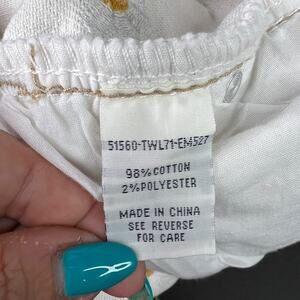 51560-TWL71-EM527
98%COTTON
2%POLYESTER
MADE IN CHINA
SEE REVERSE
FOR CARE